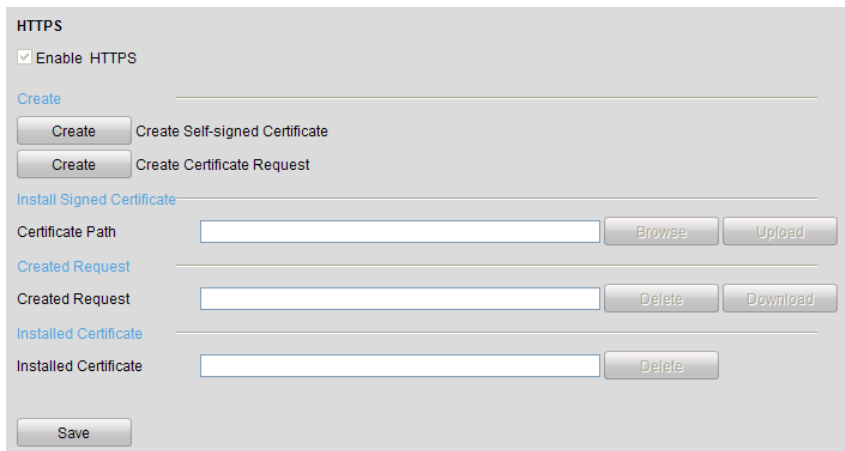 HTTPS
Enable HTTPS
Create
Create Create Self-signed Certificate
Create Create Certificate Request
Install Signed Certificate
Certificate Path Browse Upload
Created Request
Created Request Delete Download
Installed Certificate
Installed Certificate Delete
Save